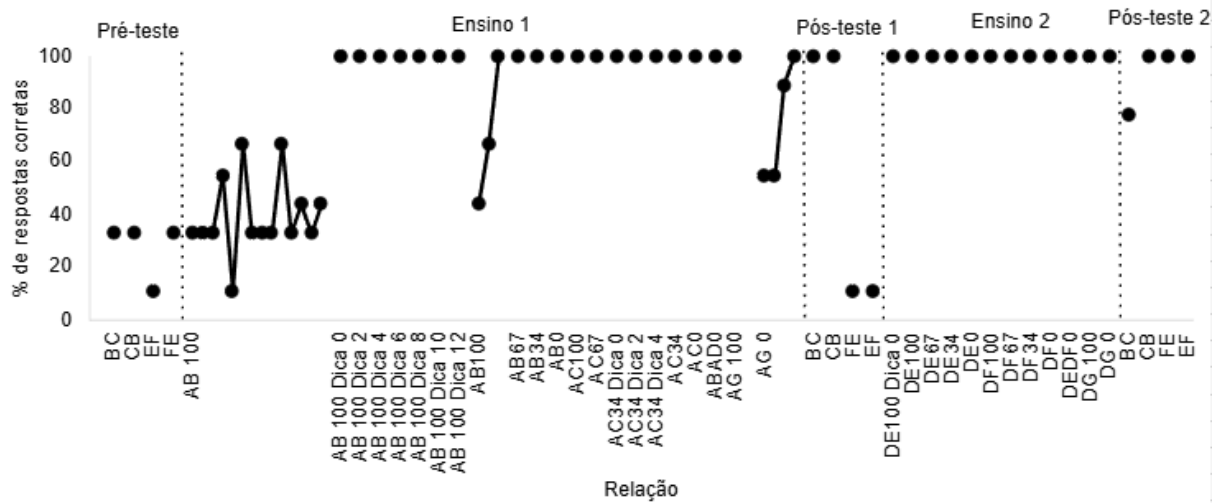 Pré-teste
Ensino 1
Pós-teste 1
Ensino 2
Pós-teste 2
% de respostas corretas
100
80
60
40
20
0
BC
CB
EF
FE
AB 100
AB 100 Dica 0
AB 100 Dica 2
AB 100 Dica 4
AB 100 Dica 6
AB 100 Dica 8
AB 100 Dica 10
AB 100 Dica 12
AB100
AB67
AB34
AB0
AC100
AC67
AC34 Dica 0
AC34 Dica 2
AC34 Dica 4
AC34
AC0
ABAD0
AG 100
AG 0
BC
CB
FE
EF
DE100 Dica 0
DE100
DE67
DE34
DE0
DF100
DF67
DF34
DF 0
DEDF0
DG 100
DG 0
BC
CB
FE
EF
Relação